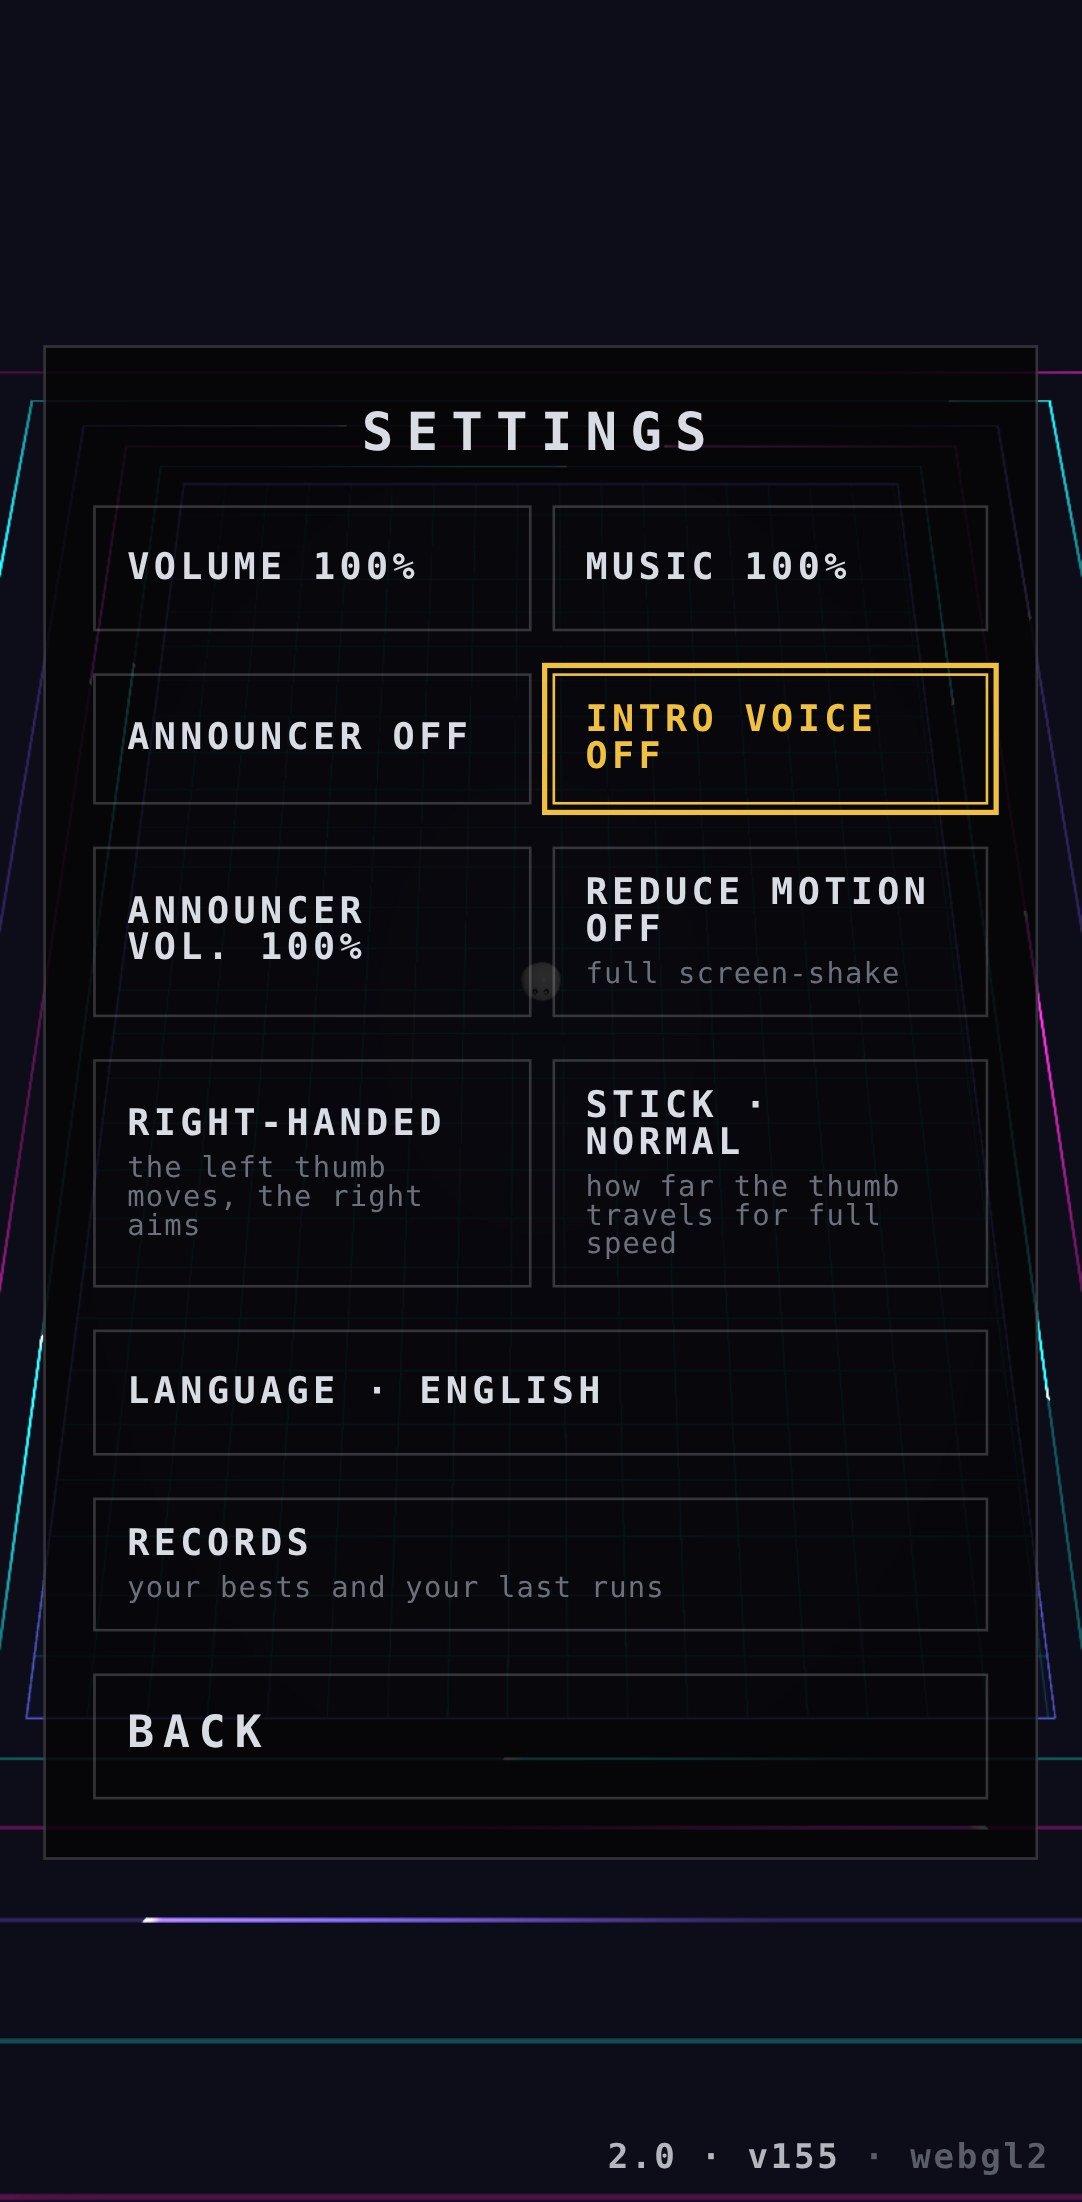 SETTINGS
VOLUME 100%
MUSIC 100%
ANNOUNCER OFF
INTRO VOICE
OFF
ANNOUNCER
VOL. 100%
REDUCE MOTION
OFF
full screen-shake
RIGHT-HANDED
the left thumb
moves, the right
aims
STICK ·
NORMAL
how far the thumb
travels for full
speed
LANGUAGE · ENGLISH
RECORDS
your bests and your last runs
BACK
2.0 · v155 · webgl2